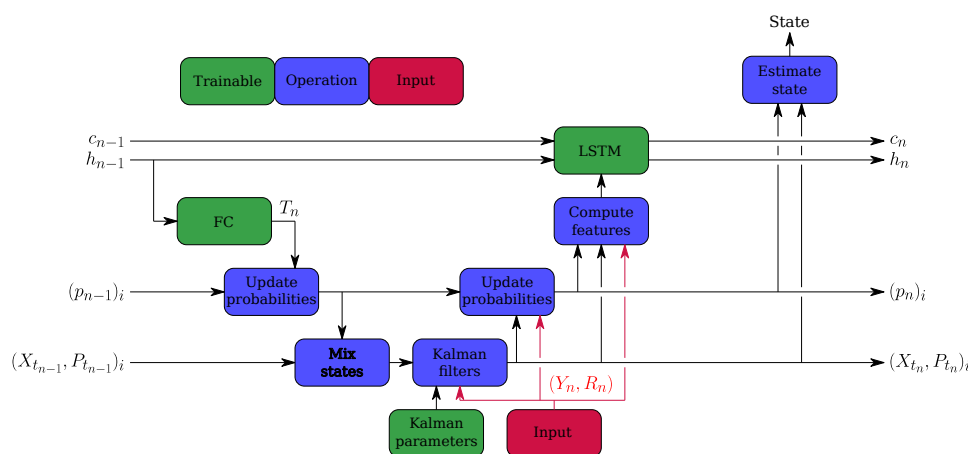 State
Estimate
state
Trainable
Operation
Input
c_{n-1}
c_n
h_{n-1}
LSTM
h_n
FC
T_n
Compute
features
(p_{n-1})_i
Update
probabilities
Update
probabilities
(p_n)_i
(X_{t_{n-1}}, P_{t_{n-1}})_i
Mix
states
Kalman
filters
(X_{t_n}, P_{t_n})_i
(Y_n, R_n)
Kalman
parameters
Input